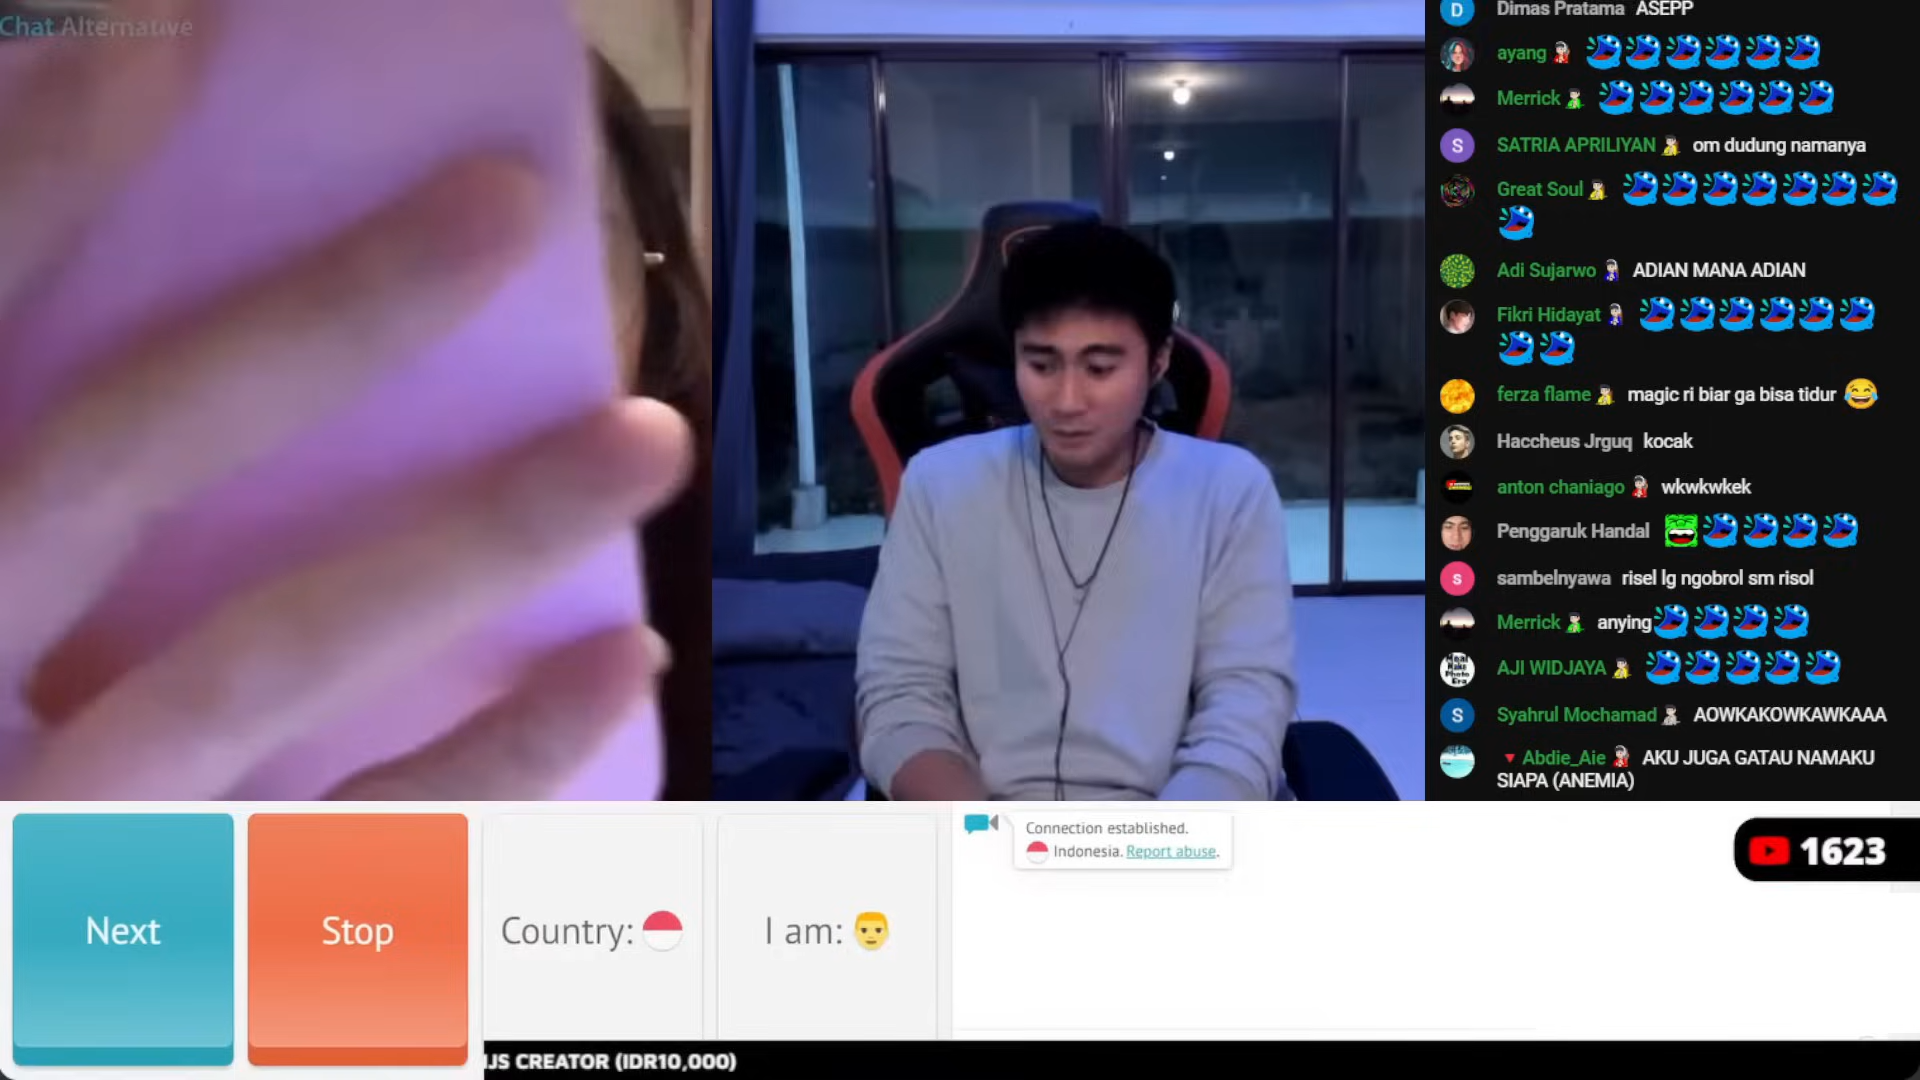 Chat Alternative
Dimas Pratama ASEPP
ayang
Merrick
S SATRIA APRILIYAN om dudung namanya
Great Soul
Adi Sujarwo ADIAN MANA ADIAN
Fikri Hidayat
ferza flame magic ri biar ga bisa tidur
Haccheus Jrguq kocak
anton chaniago wkwkwkek
Penggaruk Handal
s sambelnyawa risel lg ngobrol sm risol
Merrick anying
AJI WIDJAYA
S Syahrul Mochamad AOWKAKOWKAWKAAA
Abdie_Aie AKU JUGA GATAU NAMAKU
SIAPA (ANEMIA)
Next
Stop
Country:
I am:
Connection established.
Indonesia. Report abuse.
1623
JS CREATOR (IDR10,000)